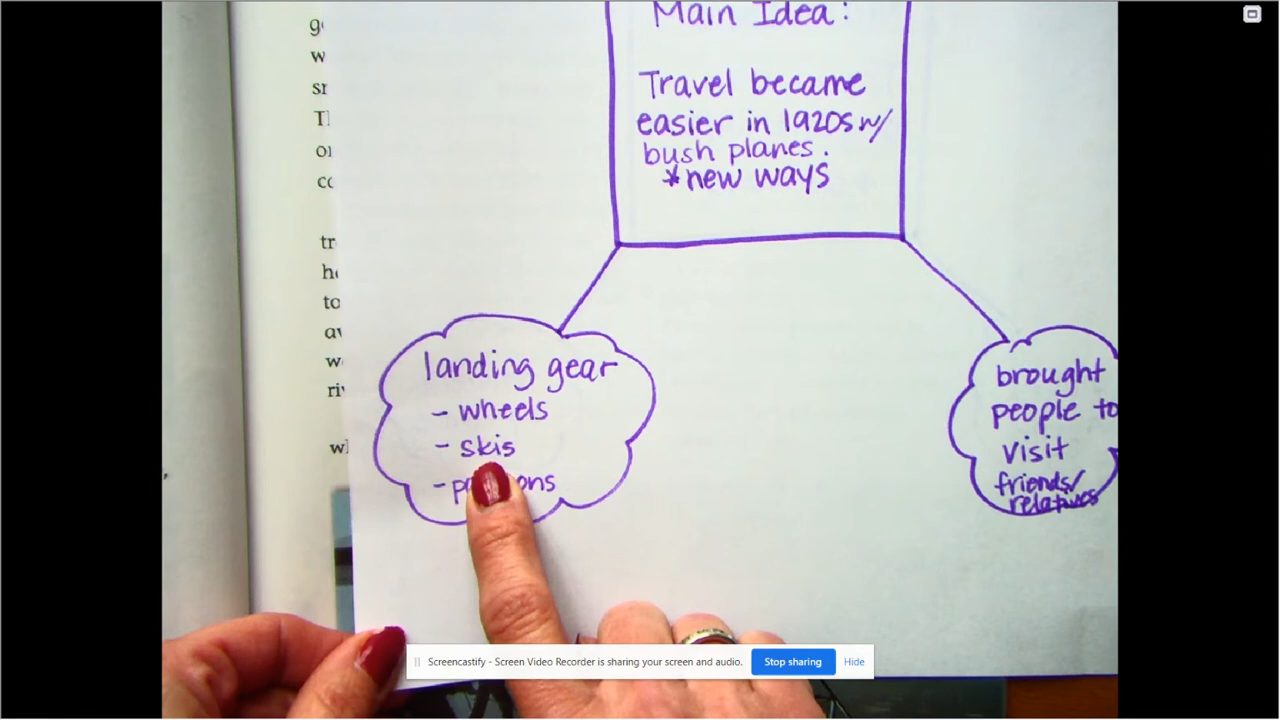 Main Idea:
Travel became
easier in 1920s w/
bush planes.
*new ways
landing gear
- wheels
- skis
brought
people to
visit
friends/
relatives
Screencastify - Screen Video Recorder is sharing your screen and audio.
Stop sharing
Hide